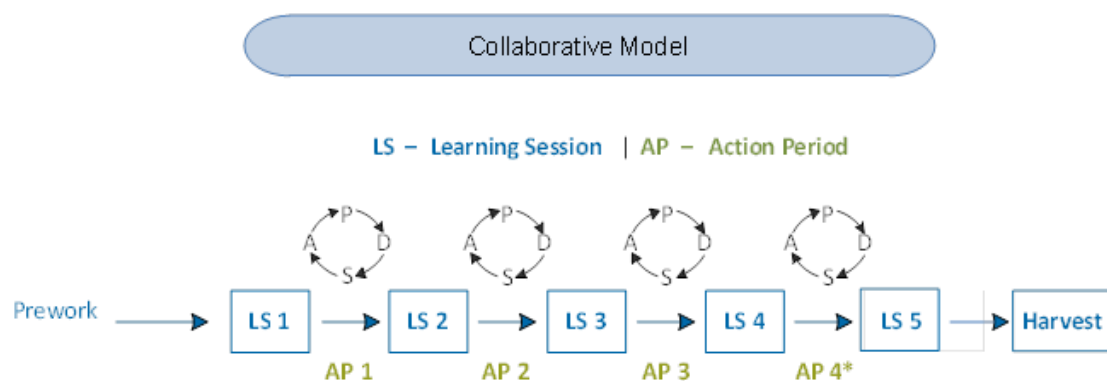 Collaborative Model
LS – Learning Session | AP – Action Period
P P P P
A D A D A D A D
S S S S
Prework LS 1 LS 2 LS 3 LS 4 LS 5 Harvest
AP 1 AP 2 AP 3 AP 4*